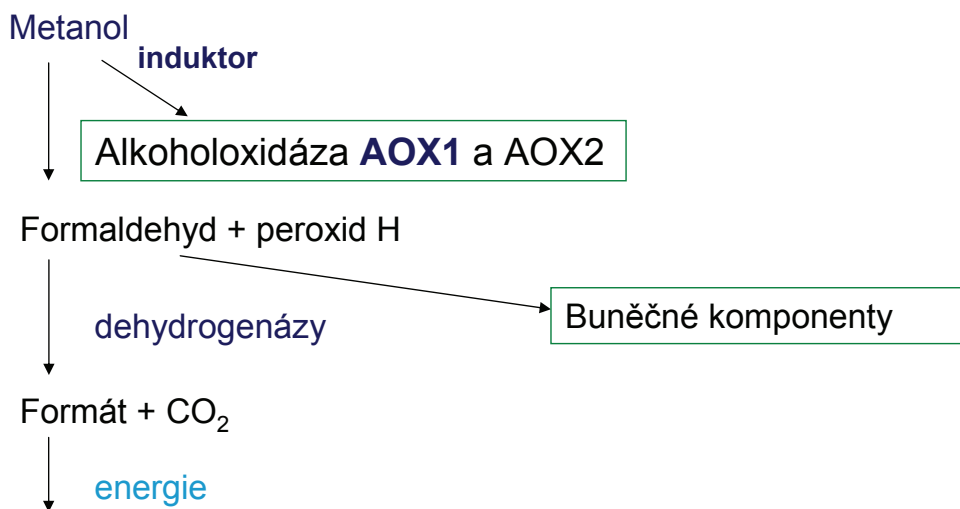 Metanol
induktor
Alkoholoxidáza AOX1 a AOX2
Formaldehyd + peroxid H
Buněčné komponenty
dehydrogenázy
Formát + CO₂
energie